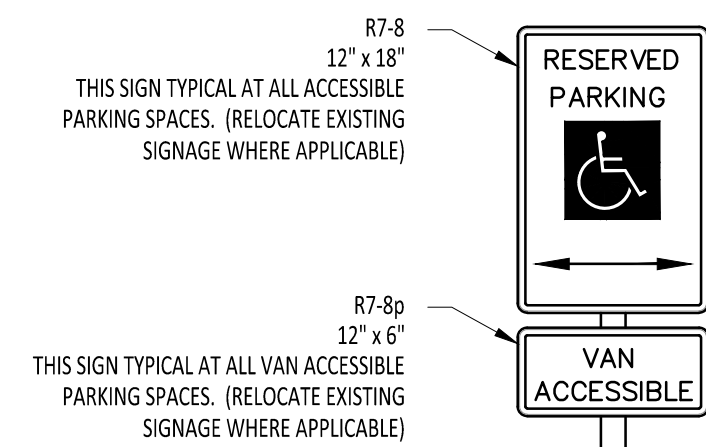 R7-8
12" x 18"
THIS SIGN TYPICAL AT ALL ACCESSIBLE
PARKING SPACES. (RELOCATE EXISTING
SIGNAGE WHERE APPLICABLE)
RESERVED
PARKING
R7-8p
12" x 6"
THIS SIGN TYPICAL AT ALL VAN ACCESSIBLE
PARKING SPACES. (RELOCATE EXISTING
SIGNAGE WHERE APPLICABLE)
VAN
ACCESSIBLE